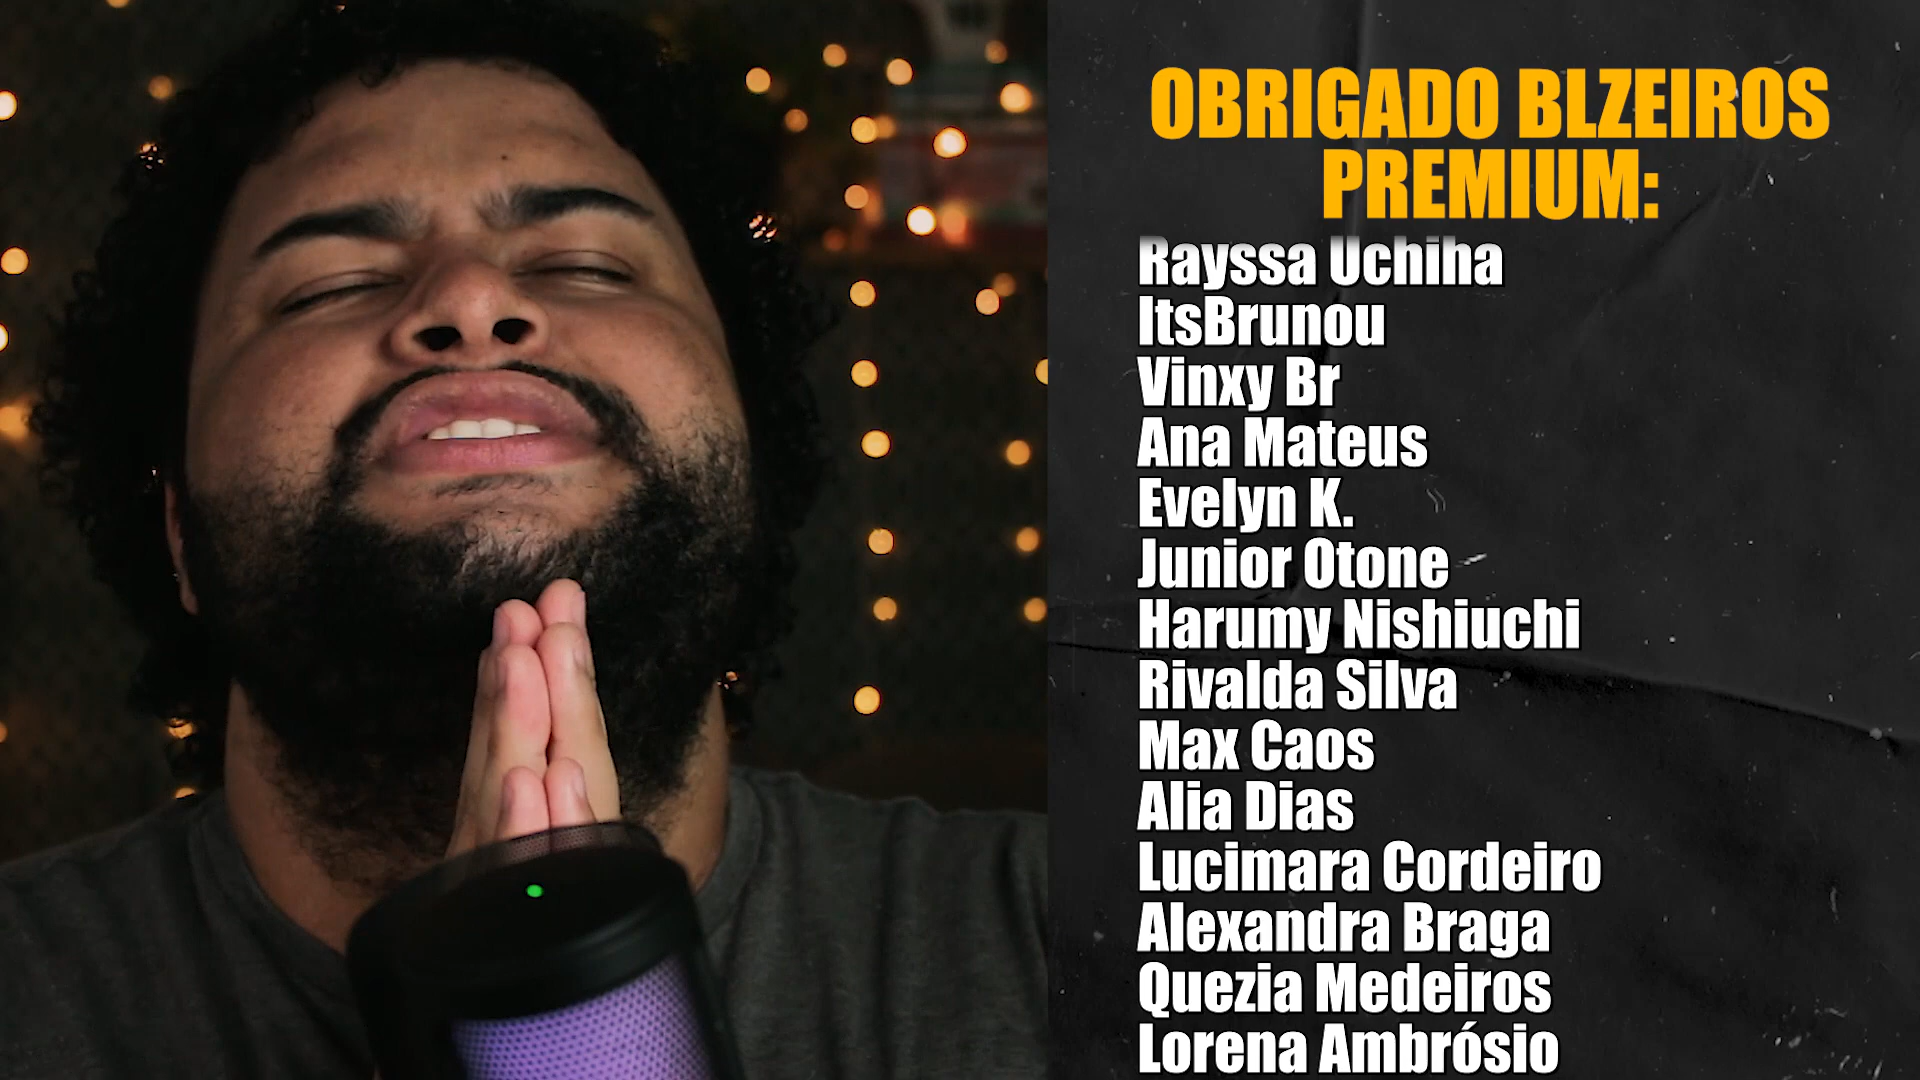 OBRIGADO BLZEIROS
PREMIUM:
Rayssa Uchiha
ItsBrunou
Vinxy Br
Ana Mateus
Evelyn K.
Junior Otone
Harumy Nishiuchi
Rivalda Silva
Max Caos
Alia Dias
Lucimara Cordeiro
Alexandra Braga
Quezia Medeiros
Lorena Ambrósio